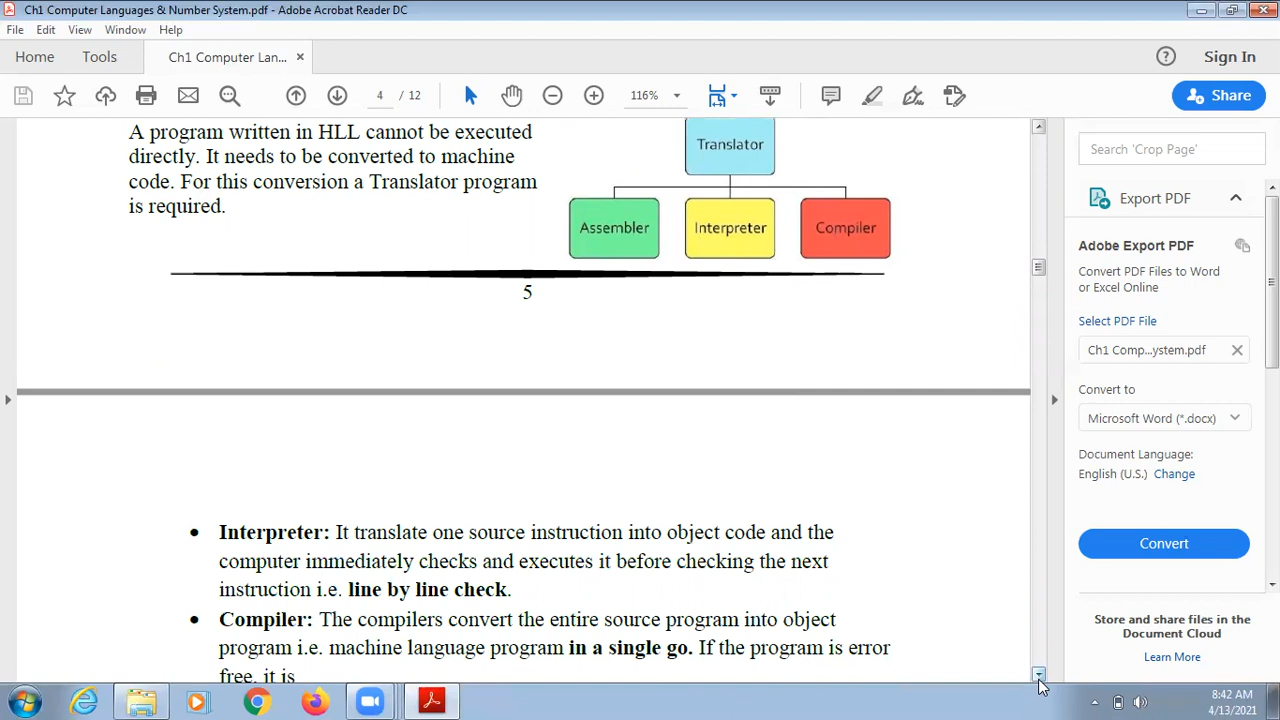 Ch1 Computer Languages & Number System.pdf - Adobe Acrobat Reader DC
File Edit View Window Help
Home Tools Ch1 Computer Lan... × Sign In
4 / 12 116% Share
A program written in HLL cannot be executed
directly. It needs to be converted to machine
code. For this conversion a Translator program
is required.
Translator
Assembler Interpreter Compiler
5
• Interpreter: It translate one source instruction into object code and the
computer immediately checks and executes it before checking the next
instruction i.e. line by line check.
• Compiler: The compilers convert the entire source program into object
program i.e. machine language program in a single go. If the program is error
free, it is
Search 'Crop Page'
Export PDF
Adobe Export PDF
Convert PDF Files to Word
or Excel Online
Select PDF File
Ch1 Comp...ystem.pdf
Convert to
Microsoft Word (*.docx)
Document Language:
English (U.S.) Change
Convert
Store and share files in the
Document Cloud
Learn More
8:42 AM
4/13/2021